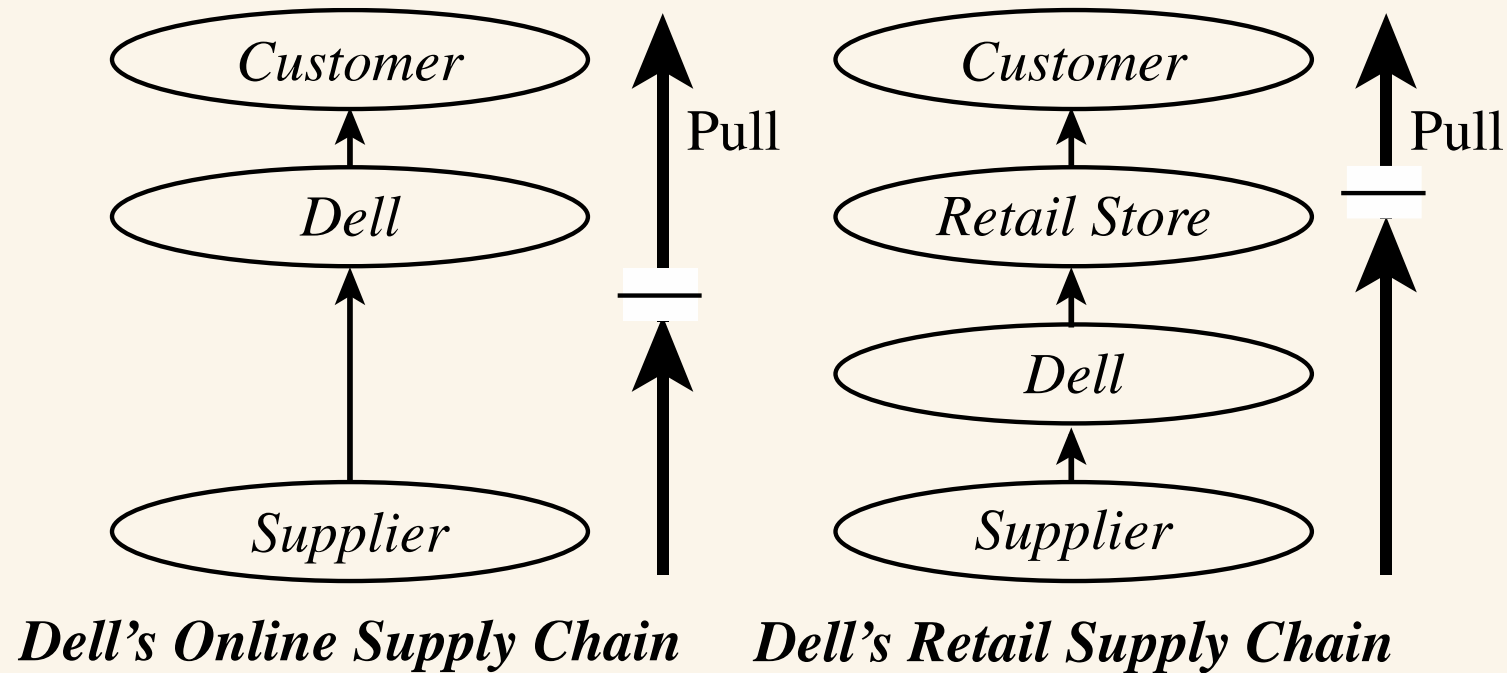 Customer
Pull
Dell
Supplier
Dell's Online Supply Chain
Customer
Pull
Retail Store
Dell
Supplier
Dell's Retail Supply Chain